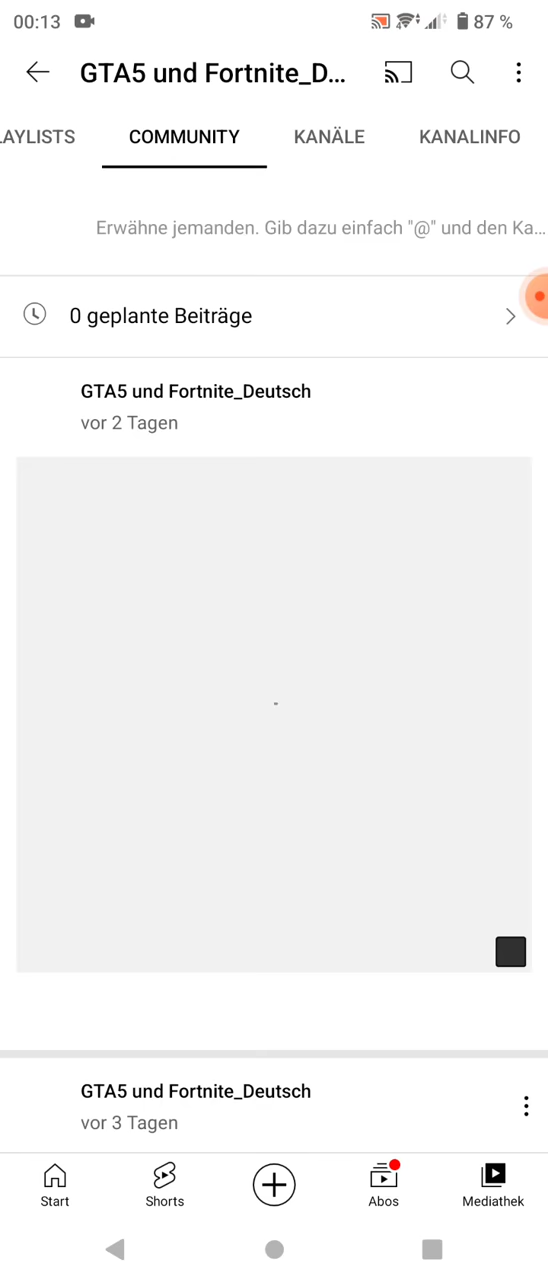 00:13
87 %
GTA5 und Fortnite_D...
LAYLISTS
COMMUNITY
KANÄLE
KANALINFO
Erwähne jemanden. Gib dazu einfach "@" und den Ka...
0 geplante Beiträge
GTA5 und Fortnite_Deutsch
vor 2 Tagen
GTA5 und Fortnite_Deutsch
vor 3 Tagen
Start
Shorts
Abos
Mediathek